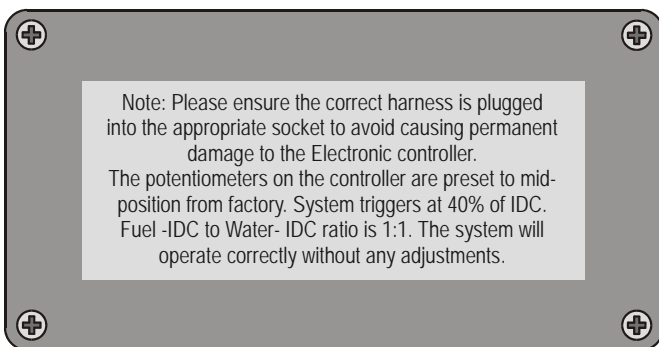 Note: Please ensure the correct harness is plugged
into the appropriate socket to avoid causing permanent
damage to the Electronic controller.
The potentiometers on the controller are preset to mid-
position from factory. System triggers at 40% of IDC.
Fuel -IDC to Water- IDC ratio is 1:1. The system will
operate correctly without any adjustments.